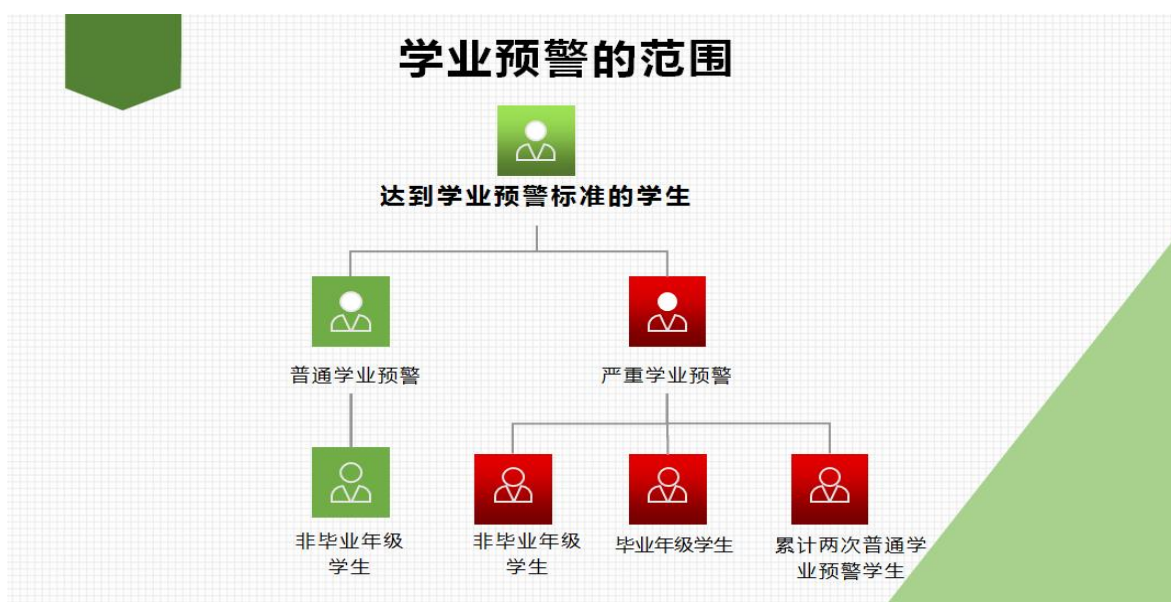 学业预警的范围
达到学业预警标准的学生
普通学业预警
严重学业预警
非毕业年级
学生
非毕业年级
学生
毕业年级学生
累计两次普通学
业预警学生